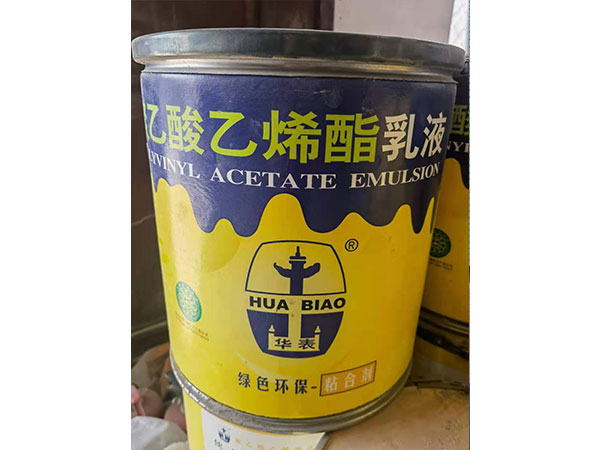 乙酸乙烯酯乳液
YVINYL ACETATE EMULSION
®
HUA BIAO
华表
绿色环保-粘合剂